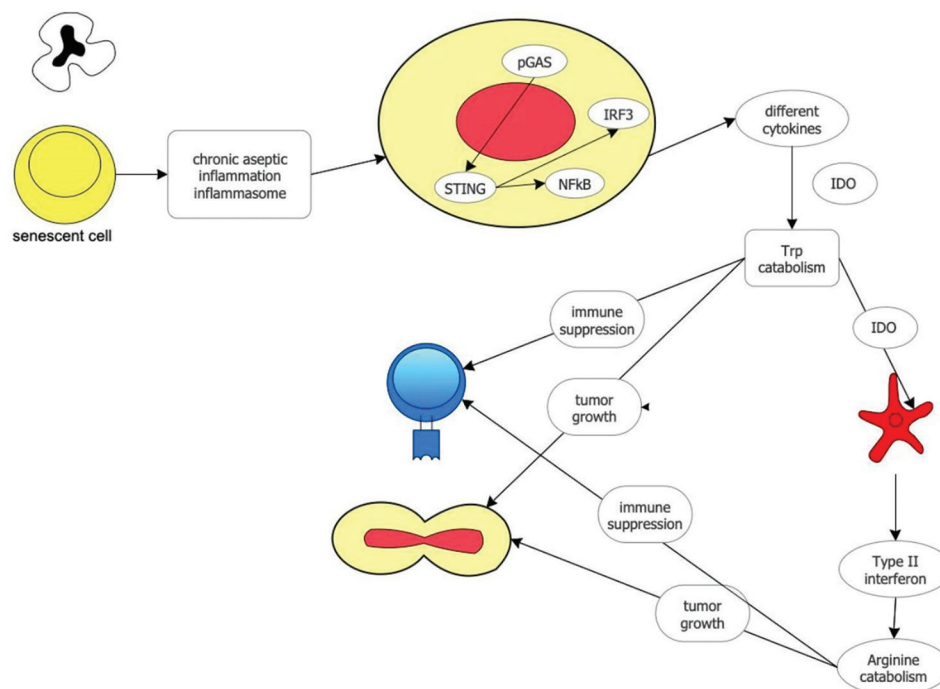 pGAS
IRF3
STING
NFkB
different
cytokines
chronic aseptic
inflammation
inflammasome
IDO
senescent cell
Trp
catabolism
immune
suppression
IDO
tumor
growth
immune
suppression
Type II
interferon
tumor
growth
Arginine
catabolism